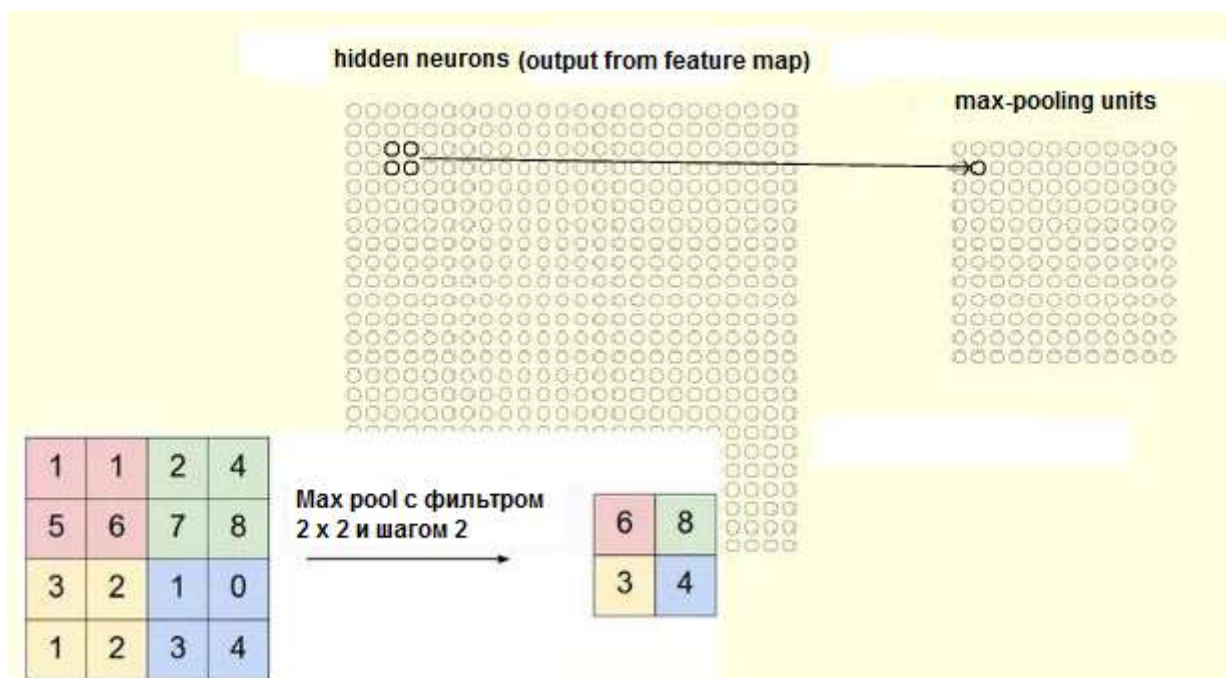 hidden neurons (output from feature map)
max-pooling units
1 1 2 4
5 6 7 8
3 2 1 0
1 2 3 4
Max pool с фильтром
2 x 2 и шагом 2
6 8
3 4